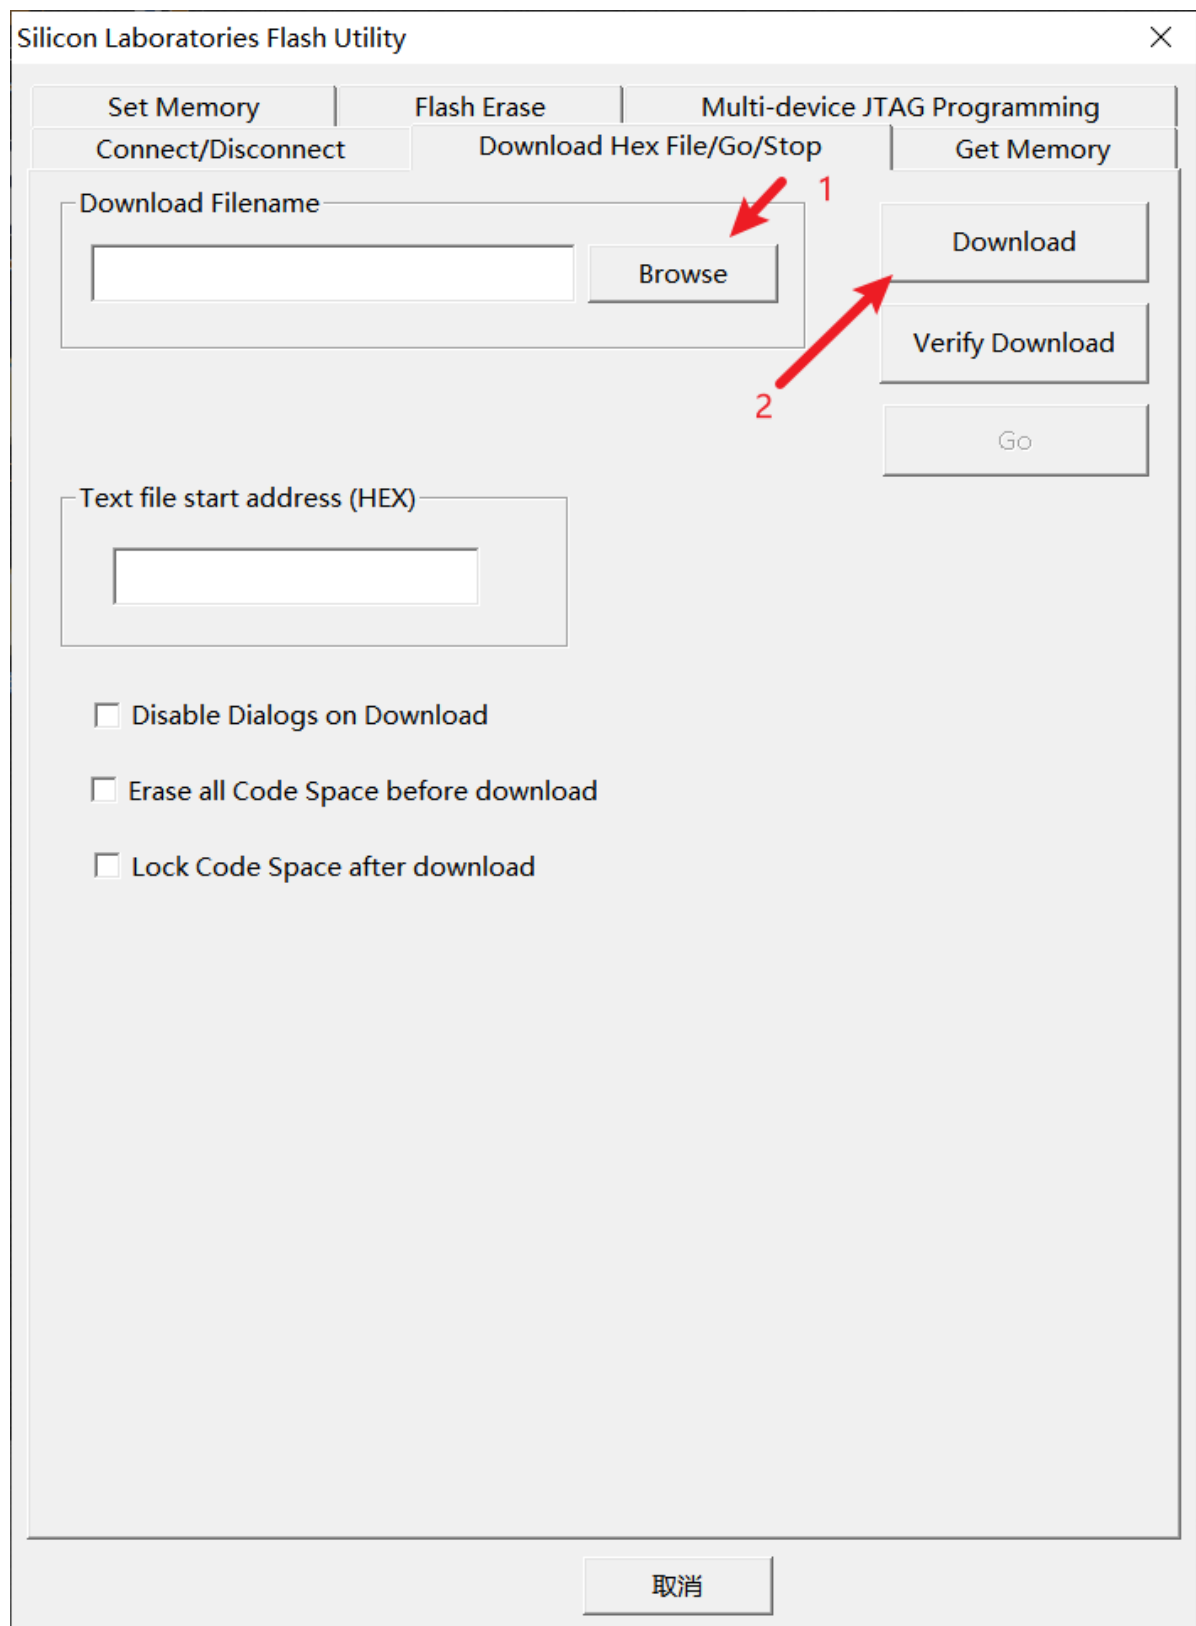 Silicon Laboratories Flash Utility
Set Memory
Flash Erase
Multi-device JTAG Programming
Connect/Disconnect
Download Hex File/Go/Stop
Get Memory
Download Filename
1
Browse
Download
Verify Download
2
Go
Text file start address (HEX)
Disable Dialogs on Download
Erase all Code Space before download
Lock Code Space after download
取消